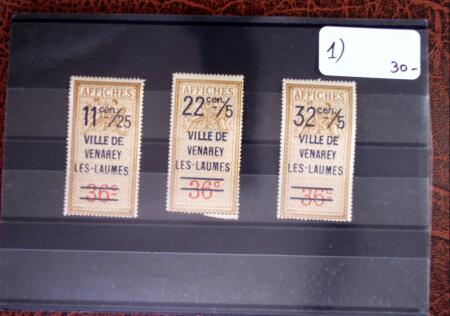 1)
30-
AFFICHES
11 cen. -/25
VILLE DE
VENAREY
LES-LAUMES
36c
AFFICHES
22 cen. -/5
VILLE DE
VENAREY
LES-LAUMES
36c
AFFICHES
32 cen. -/5
VILLE DE
VENAREY
LES-LAUMES
36c